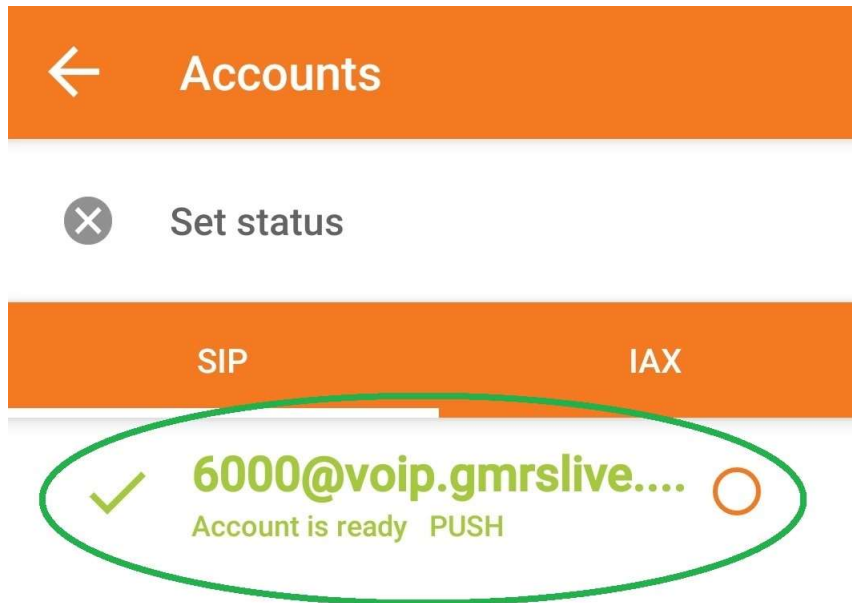 Accounts
Set status
SIP IAX
6000@voip.gmrslive....
Account is ready PUSH